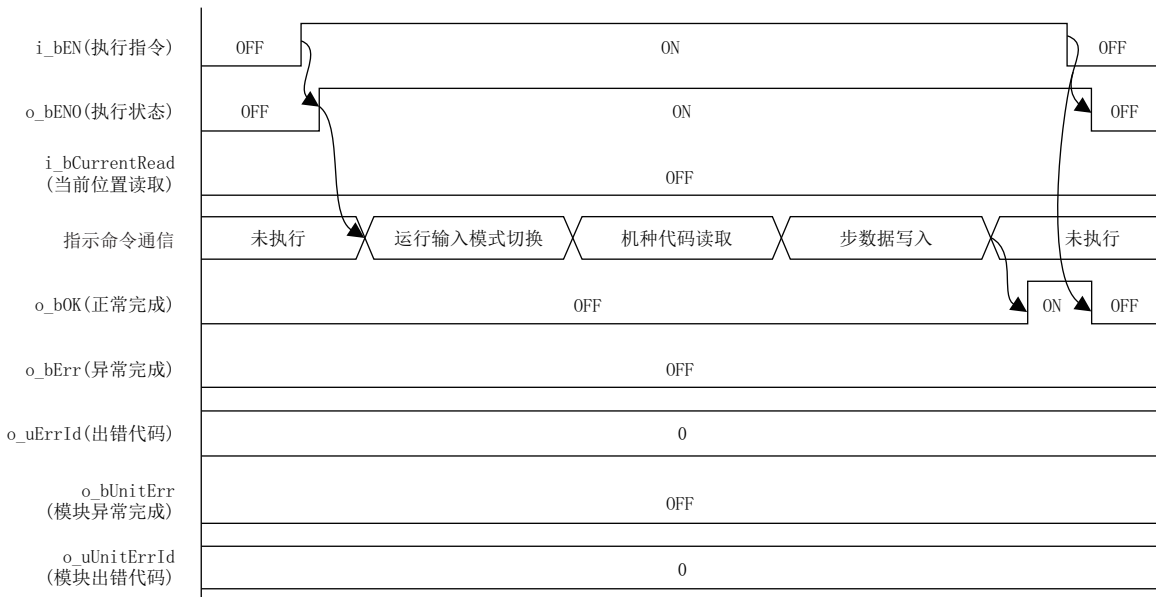 i_bEN(执行指令) OFF ON OFF
o_bENO(执行状态) OFF ON OFF
i_bCurrentRead
(当前位置读取) OFF
指示命令通信 未执行 运行输入模式切换 机种代码读取 步数据写入 未执行
o_bOK(正常完成) OFF ON OFF
o_bErr(异常完成) OFF
o_uErrId(出错代码) 0
o_bUnitErr
(模块异常完成) OFF
o_uUnitErrId
(模块出错代码) 0